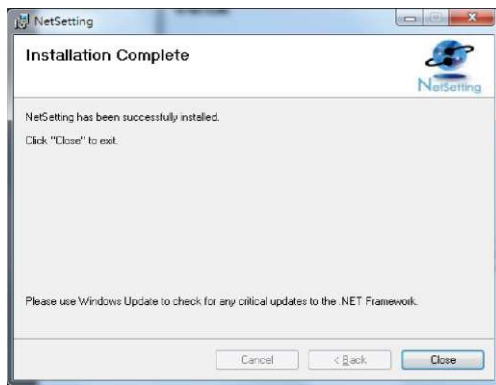 NetSetting
Installation Complete
NetSetting
NetSetting has been successfully installed.
Click "Close" to exit.
Please use Windows Update to check for any critical updates to the .NET Framework.
Cancel
< Back
Close